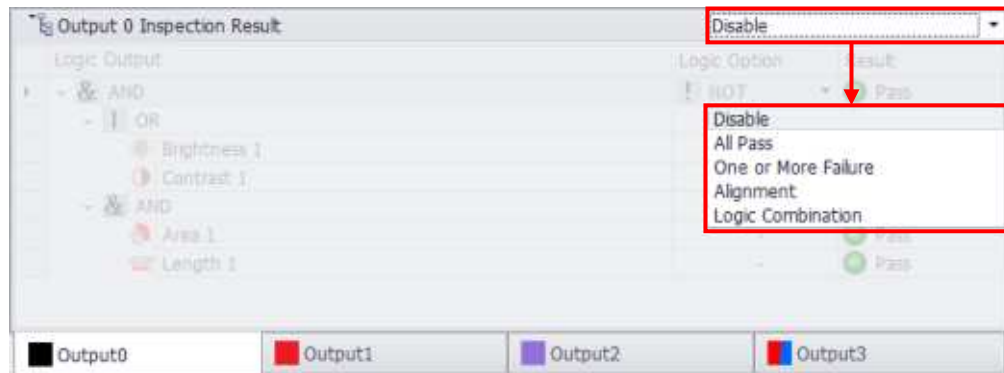 Output 0 Inspection Result Disable
Logic Output Logic Option Result
& AND ! NOT Pass
OR Disable
All Pass
Brightness 1 One or More Failure
Contrast 1 Alignment
& AND Logic Combination
Area 1 Pass
Length 1 - Pass
Output0 Output1 Output2 Output3